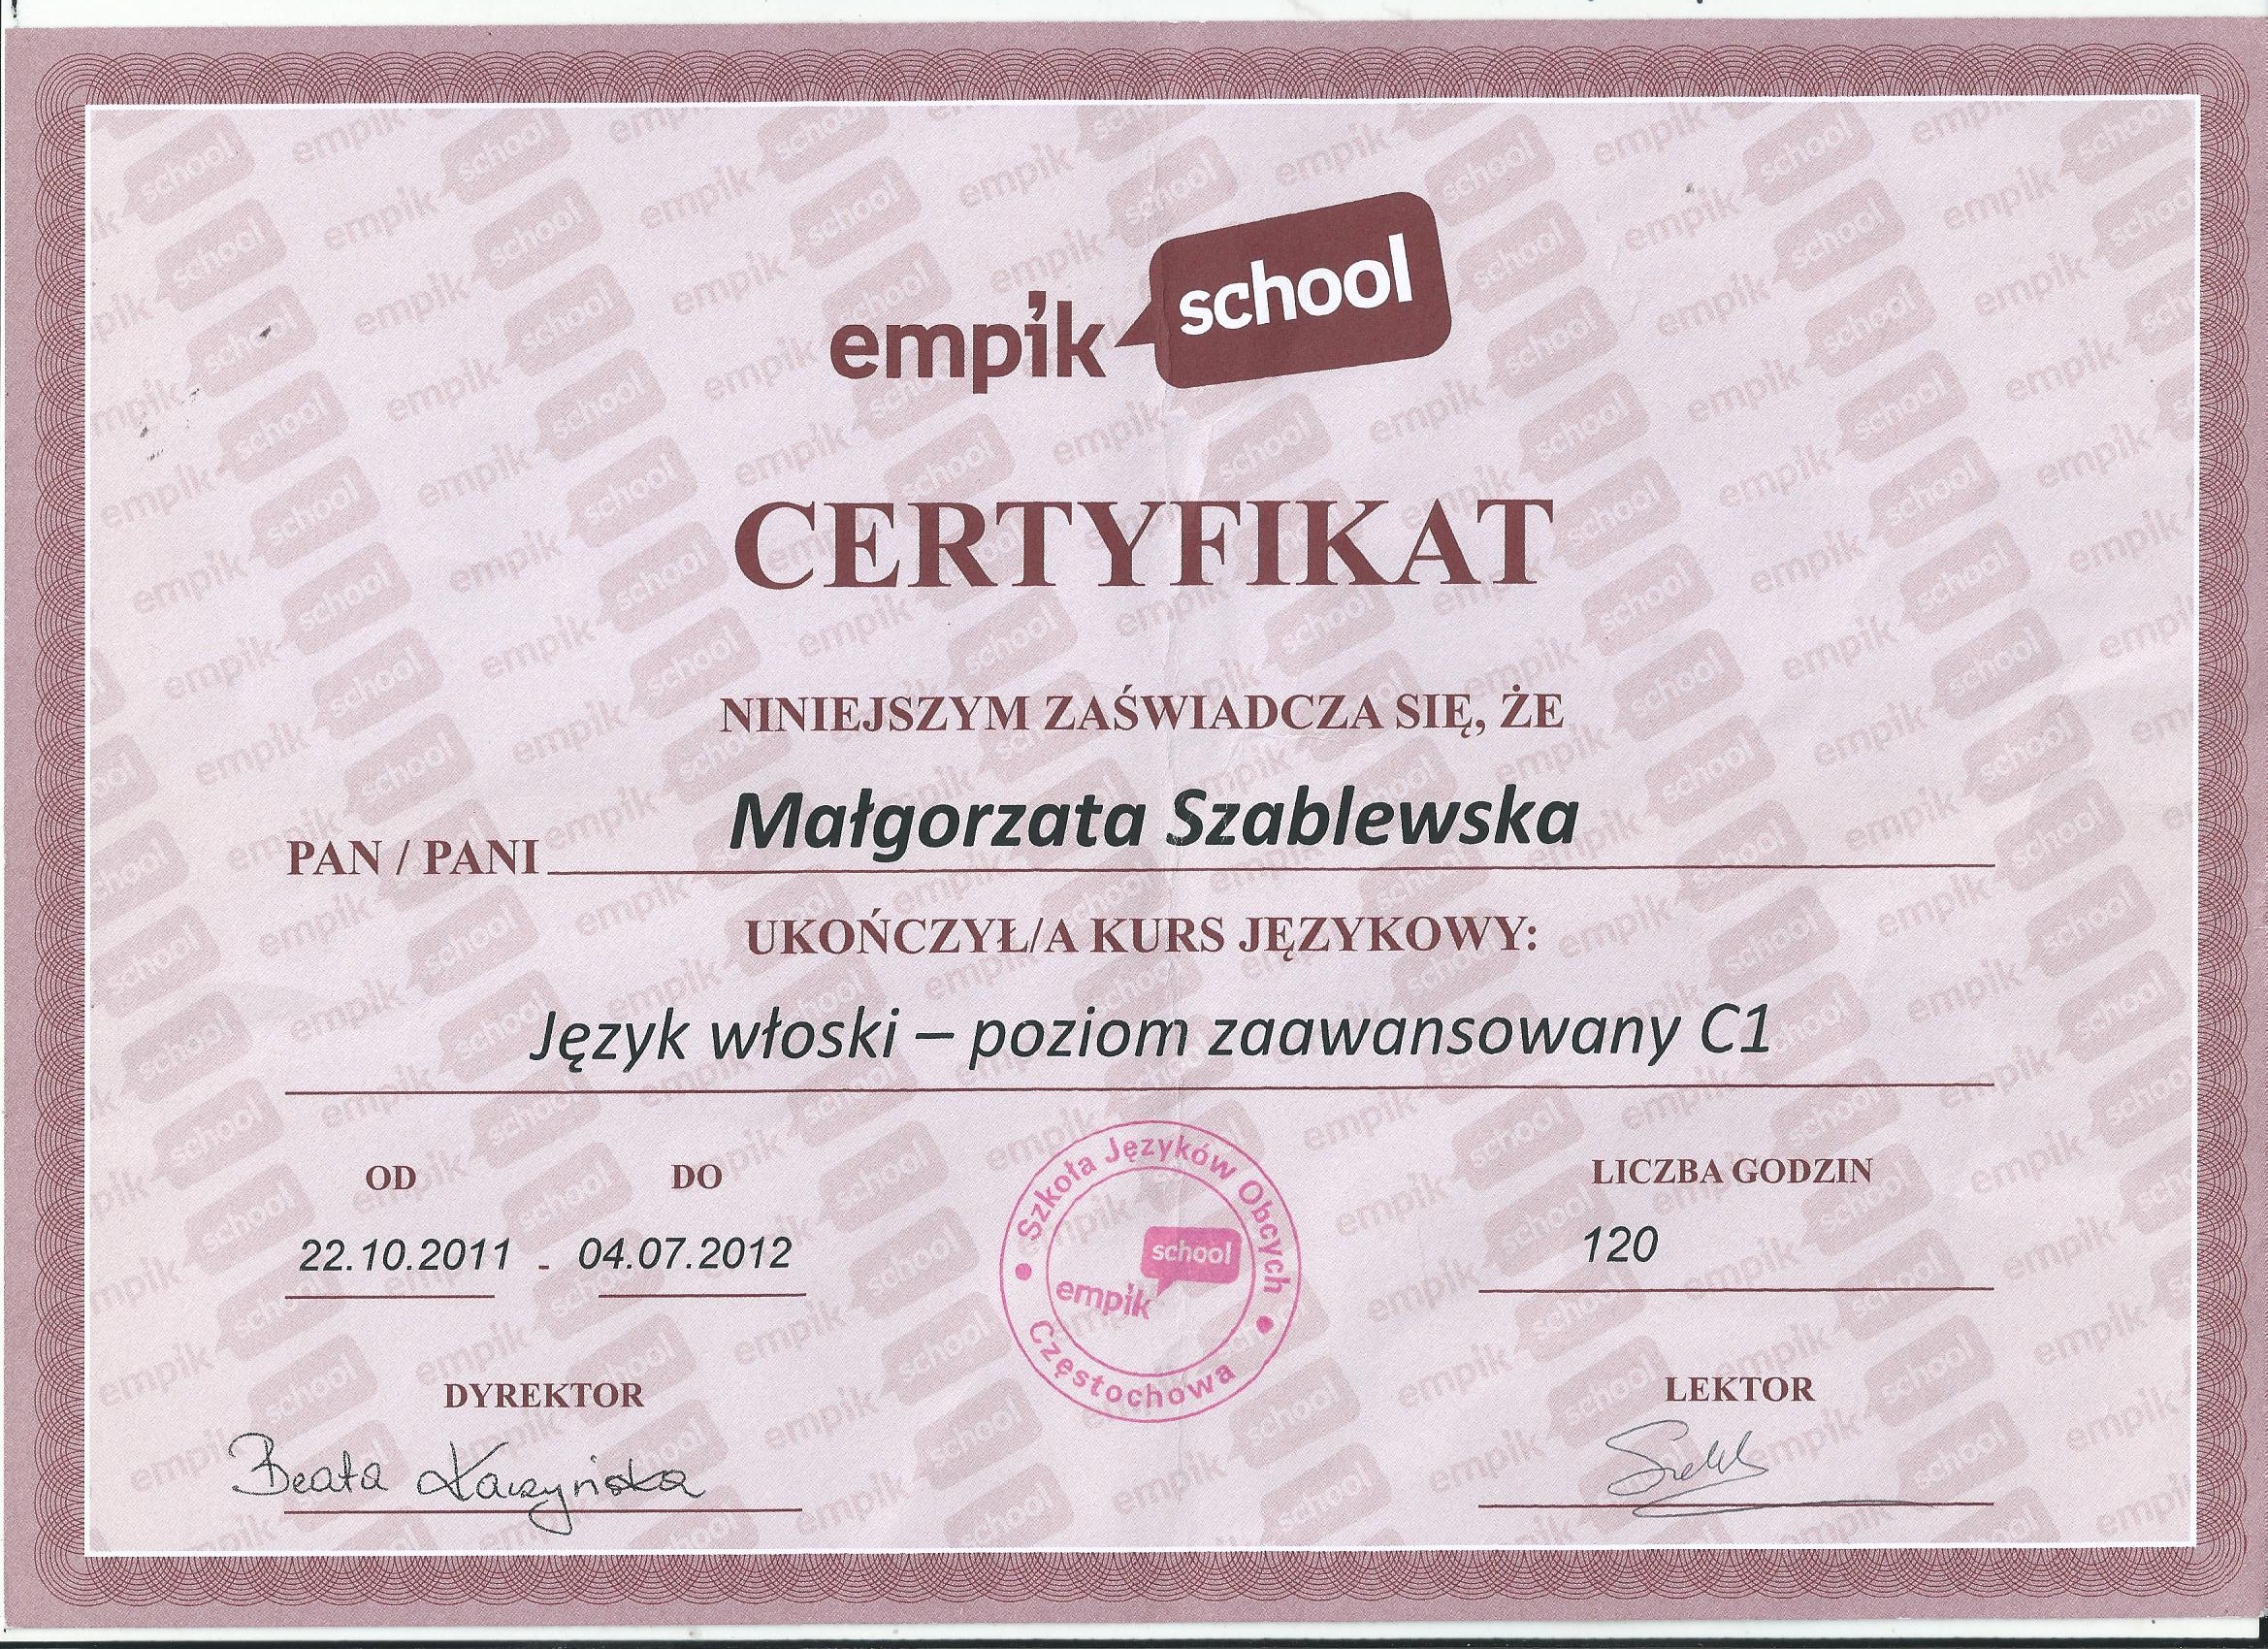 empik school
CERTYFIKAT
NINIEJSZYM ZAŚWIADCZA SIĘ, ŻE
PAN / PANI Małgorzata Szablewska
UKOŃCZYŁ/A KURS JĘZYKOWY:
Język włoski – poziom zaawansowany C1
OD DO LICZBA GODZIN
22.10.2011 - 04.07.2012 120
Szkoła Języków Obcych
empik school
Częstochowa
DYREKTOR LEKTOR
Beata Kaczyńska